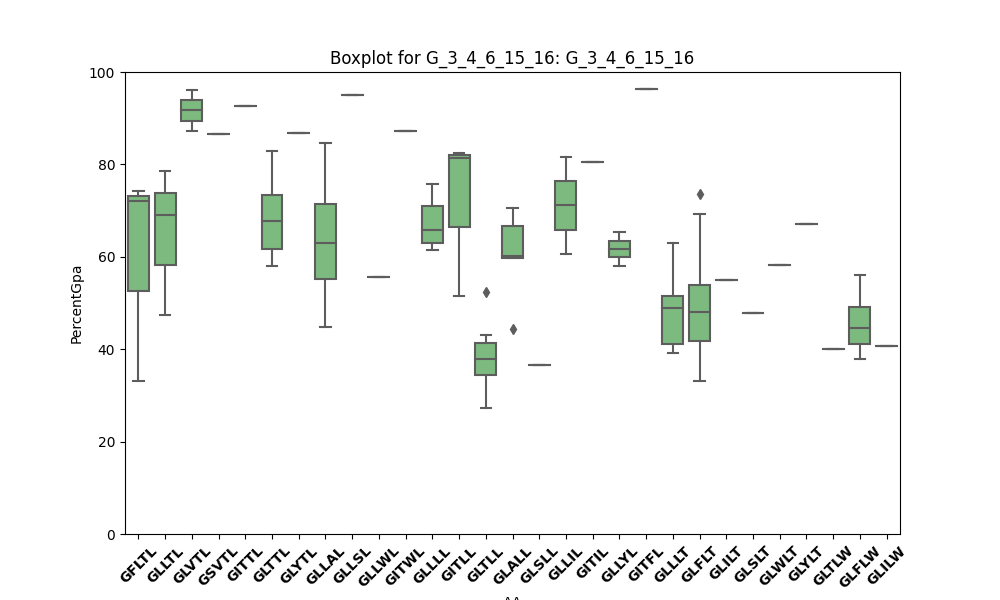 Boxplot for G_3_4_6_15_16: G_3_4_6_15_16
100
80
60
40
20
0
PercentGpa
GFLTL
GLLTL
GLVTL
GSVTL
GITTL
GLTTL
GLYTL
GLLAL
GLLSL
GLLWL
GITWL
GLLLL
GITLL
GLTLL
GLALL
GLSLL
GLLIL
GITIL
GLLYL
GITFL
GLLLT
GLFLT
GLILT
GLSLT
GLWLT
GLYLT
GLTLW
GLFLW
GLILW